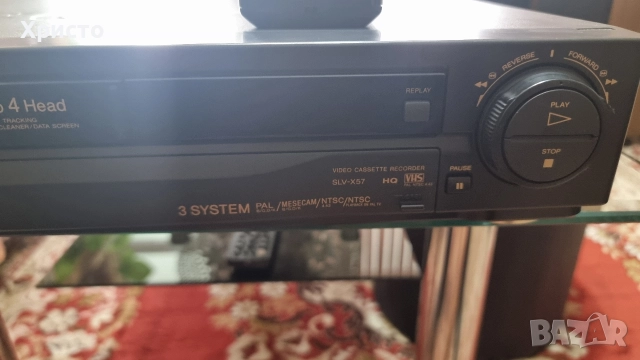 Христо
4 Head
TRACKING
CLEANER/DATA SCREEN
REPLAY
REVERSE
FORWARD
PLAY
STOP
PAUSE
VIDEO CASSETTE RECORDER
SLV-X57 HQ VHS
3 SYSTEM PAL/MESECAM/NTSC/NTSC
BAZAR